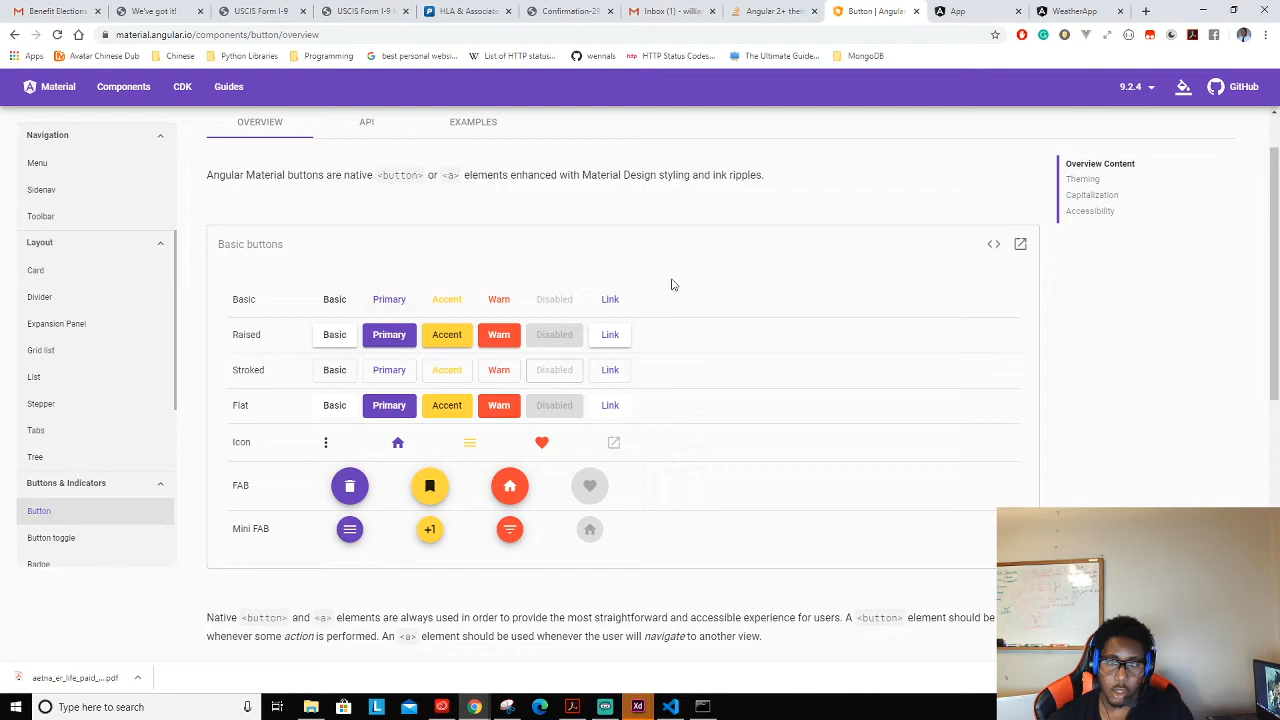 Benefit Elections and
We've got it!
USCIS Form I-9
USCIS Form I-9 Ic
HLA & Associate
Confirmation-29
Inbox (1) - willia
Angular 2+ them
Button | Angular
App
WeatherApp
material.angular.io/components/button/overview
Apps
Avatar Chinese Dub
Chinese
Python Libraries
Programming
best personal websi...
List of HTTP status...
wennals
HTTP Status Codes...
The Ultimate Guide...
MongoDB
Material
Components
CDK
Guides
9.2.4
GitHub
OVERVIEW
API
EXAMPLES
Navigation
Menu
Sidenav
Toolbar
Layout
Card
Divider
Expansion Panel
Grid list
List
Stepper
Tabs
Tree
Buttons & Indicators
Button
Button toggle
Badge
Angular Material buttons are native <button> or <a> elements enhanced with Material Design styling and ink ripples.
Overview Content
Theming
Capitalization
Accessibility
Basic buttons
Basic Basic Primary Accent Warn Disabled Link
Raised Basic Primary Accent Warn Disabled Link
Stroked Basic Primary Accent Warn Disabled Link
Flat Basic Primary Accent Warn Disabled Link
Icon
FAB
Mini FAB +1
Native <button> and <a> elements are always used in order to provide the most straightforward and accessible experience for users. A <button> element should be
whenever some action is performed. An <a> element should be used whenever the user will navigate to another view.
aetna_er_life_paid_....pdf
Type here to search
Xd